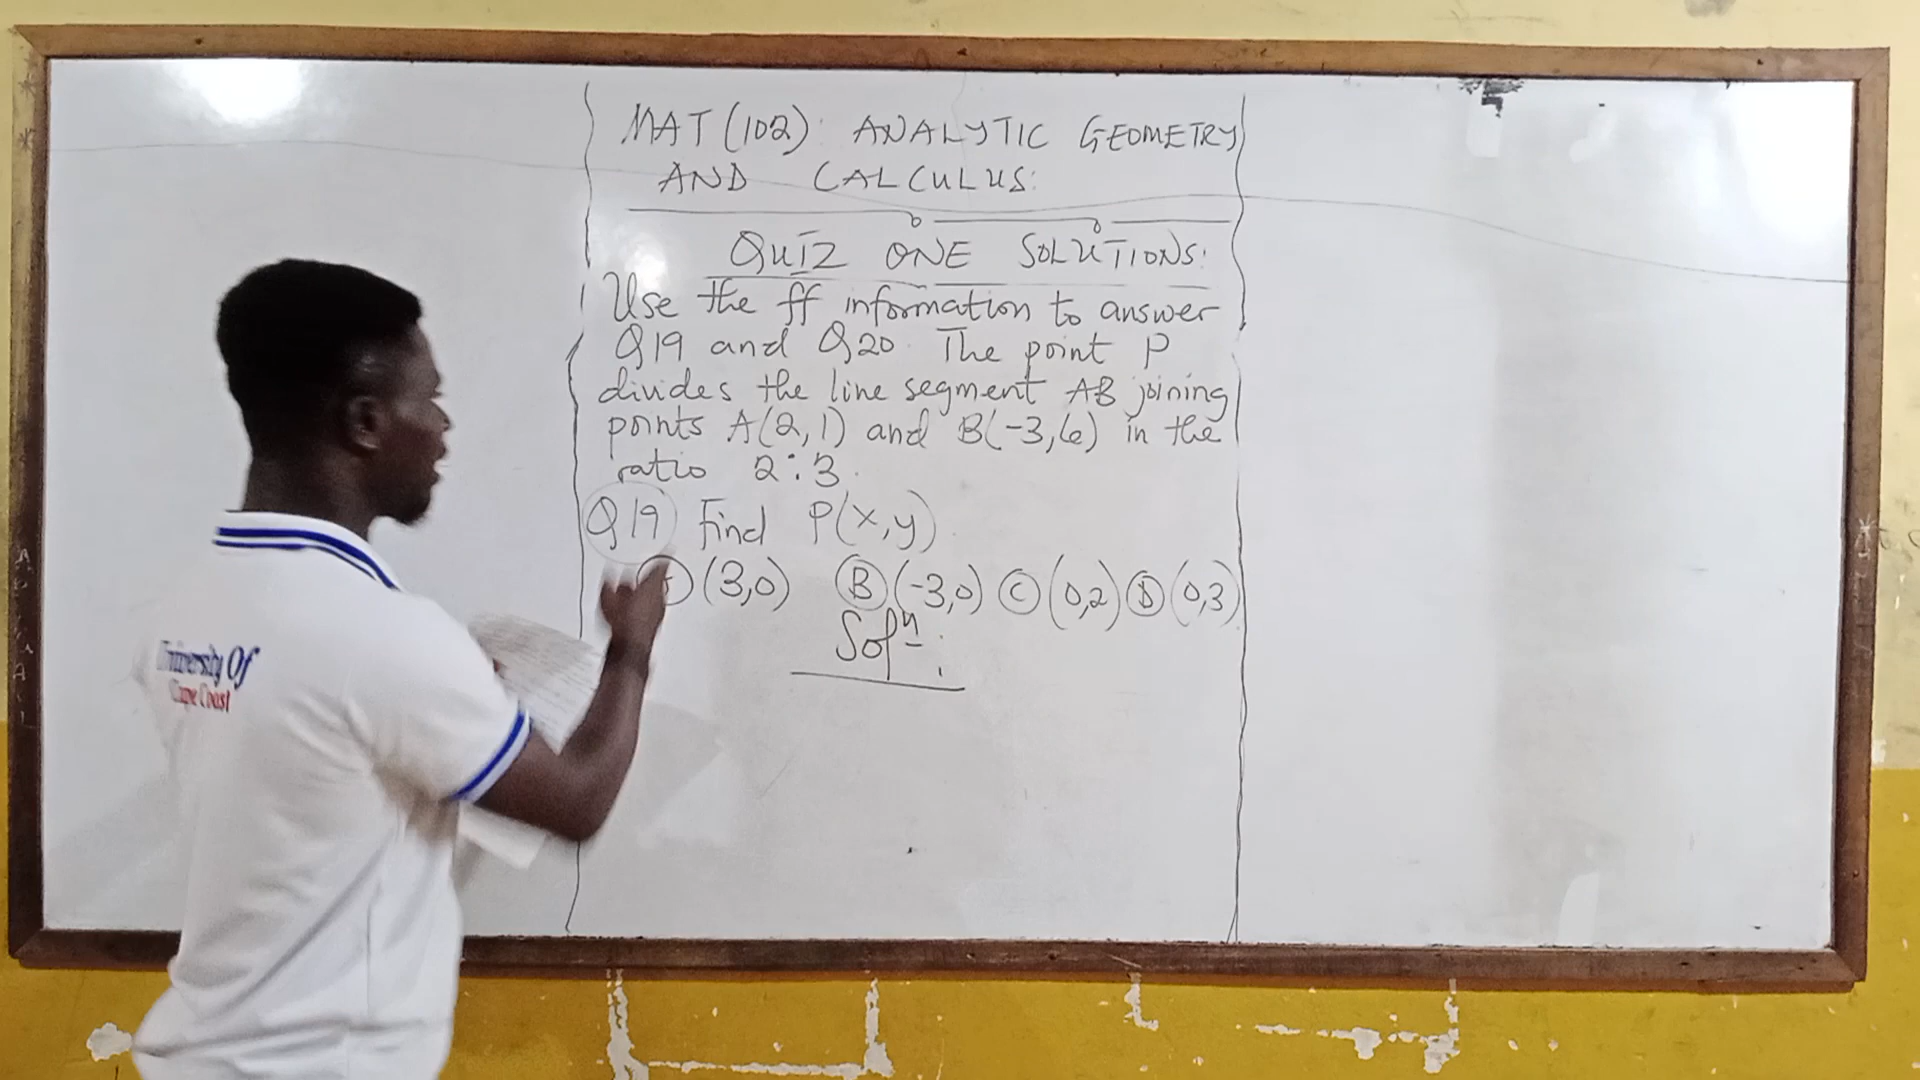 MAT(102): ANALYTIC GEOMETRY
AND CALCULUS:
QUIZ ONE SOLUTIONS:
Use the ff information to answer
Q19 and Q20. The point P
divides the line segment AB joining
points A(2,1) and B(-3,6) in the
ratio 2:3.
Q19 Find P(x,y)
(3,0) B (-3,0) C (0,2) D (0,3)
Solⁿ:
University Of
Cape Coast